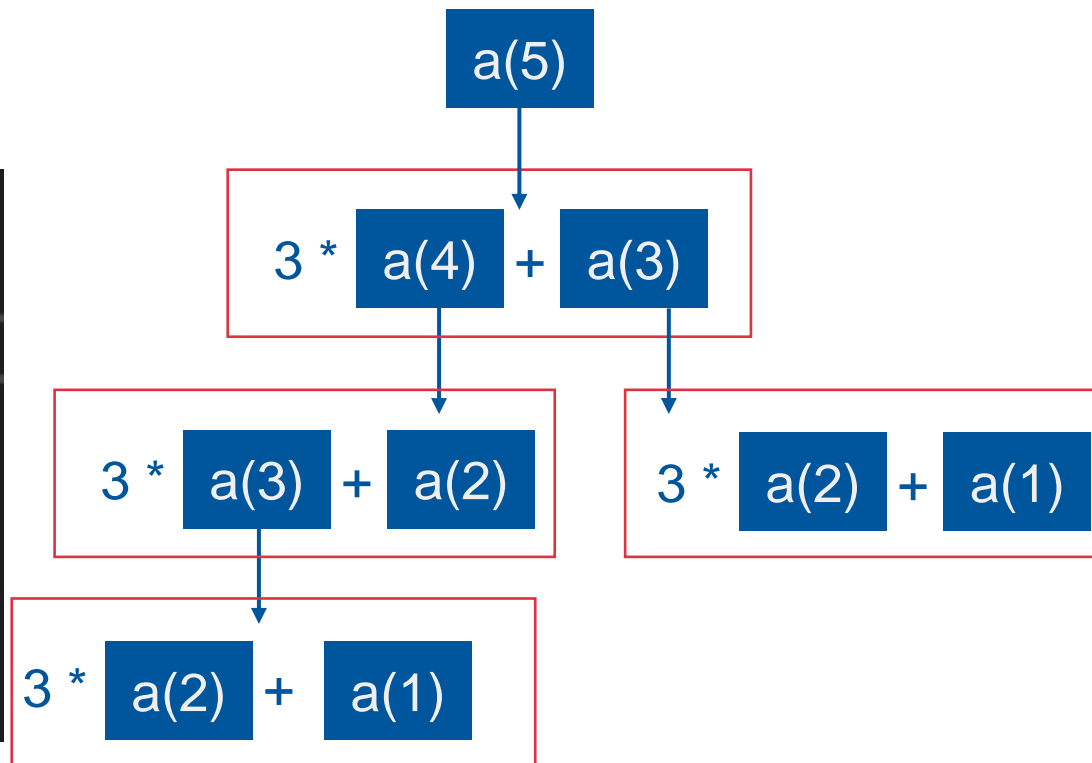 a(5)
3 * a(4) + a(3)
3 * a(3) + a(2)
3 * a(2) + a(1)
3 * a(2) + a(1)